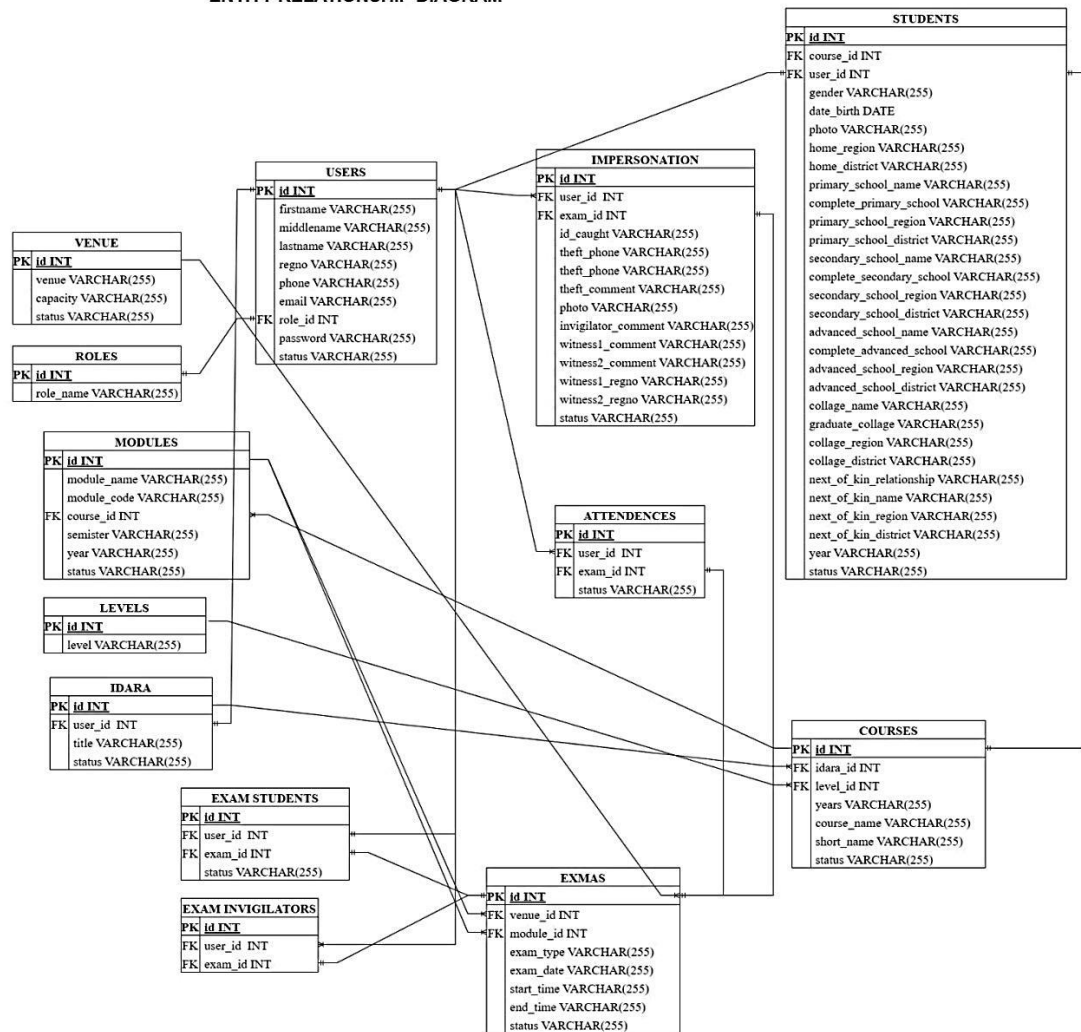 ENTITY RELATIONSHIP DIAGRAM
STUDENTS
PK id INT
FK course_id INT
FK user_id INT
gender VARCHAR(255)
date_birth DATE
photo VARCHAR(255)
home_region VARCHAR(255)
home_district VARCHAR(255)
primary_school_name VARCHAR(255)
complete_primary_school VARCHAR(255)
primary_school_region VARCHAR(255)
primary_school_district VARCHAR(255)
secondary_school_name VARCHAR(255)
complete_secondary_school VARCHAR(255)
secondary_school_region VARCHAR(255)
secondary_school_district VARCHAR(255)
advanced_school_name VARCHAR(255)
complete_advanced_school VARCHAR(255)
advanced_school_region VARCHAR(255)
advanced_school_district VARCHAR(255)
collage_name VARCHAR(255)
graduate_collage VARCHAR(255)
collage_region VARCHAR(255)
collage_district VARCHAR(255)
next_of_kin_relationship VARCHAR(255)
next_of_kin_name VARCHAR(255)
next_of_kin_region VARCHAR(255)
next_of_kin_district VARCHAR(255)
year VARCHAR(255)
status VARCHAR(255)
IMPERSONATION
PK id INT
FK user_id INT
FK exam_id INT
id_caught VARCHAR(255)
theft_phone VARCHAR(255)
theft_phone VARCHAR(255)
theft_comment VARCHAR(255)
photo VARCHAR(255)
invigilator_comment VARCHAR(255)
witness1_comment VARCHAR(255)
witness2_comment VARCHAR(255)
witness1_regno VARCHAR(255)
witness2_regno VARCHAR(255)
status VARCHAR(255)
USERS
PK id INT
firstname VARCHAR(255)
middlename VARCHAR(255)
lastname VARCHAR(255)
regno VARCHAR(255)
phone VARCHAR(255)
email VARCHAR(255)
FK role_id INT
password VARCHAR(255)
status VARCHAR(255)
VENUE
PK id INT
venue VARCHAR(255)
capacity VARCHAR(255)
status VARCHAR(255)
ROLES
PK id INT
role_name VARCHAR(255)
MODULES
PK id INT
module_name VARCHAR(255)
module_code VARCHAR(255)
FK course_id INT
semister VARCHAR(255)
year VARCHAR(255)
status VARCHAR(255)
ATTENDENCES
PK id INT
FK user_id INT
FK exam_id INT
status VARCHAR(255)
LEVELS
PK id INT
level VARCHAR(255)
IDARA
PK id INT
FK user_id INT
title VARCHAR(255)
status VARCHAR(255)
COURSES
PK id INT
FK idara_id INT
FK level_id INT
years VARCHAR(255)
course_name VARCHAR(255)
short_name VARCHAR(255)
status VARCHAR(255)
EXAM STUDENTS
PK id INT
FK user_id INT
FK exam_id INT
status VARCHAR(255)
EXAM INVIGILATORS
PK id INT
FK user_id INT
FK exam_id INT
EXMAS
PK id INT
FK venue_id INT
FK module_id INT
exam_type VARCHAR(255)
exam_date VARCHAR(255)
start_time VARCHAR(255)
end_time VARCHAR(255)
status VARCHAR(255)